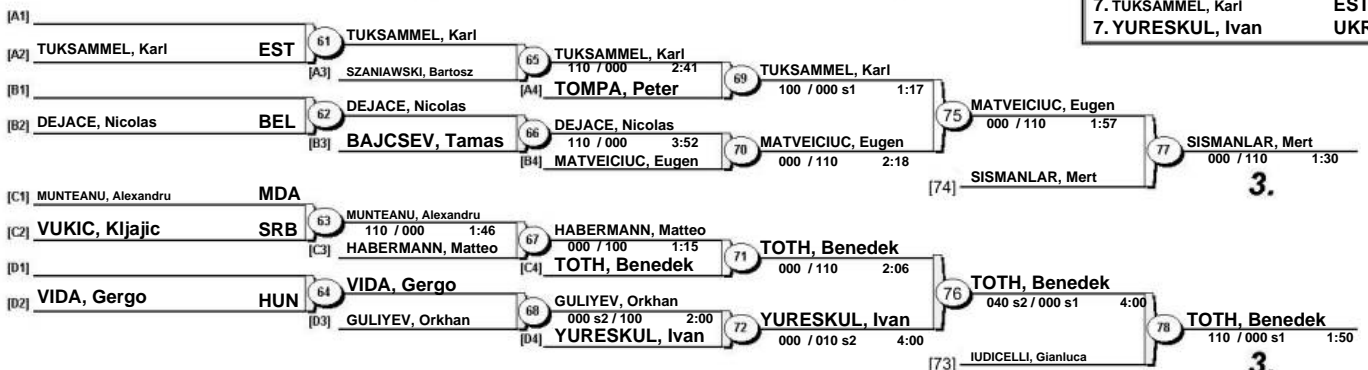 7. TUKSAMMEL, Karl EST
7. YURESKUL, Ivan UKR
[A1]
[A2] TUKSAMMEL, Karl EST
61
TUKSAMMEL, Karl
[A3] SZANIAWSKI, Bartosz
65
TUKSAMMEL, Karl
110 / 000 2:41
[A4] TOMPA, Peter
69
TUKSAMMEL, Karl
100 / 000 s1 1:17
[B1]
[B2] DEJACE, Nicolas BEL
62
DEJACE, Nicolas
[B3] BAJCSEV, Tamas
66
DEJACE, Nicolas
110 / 000 3:52
[B4] MATVEICIUC, Eugen
70
MATVEICIUC, Eugen
000 / 110 2:18
75
MATVEICIUC, Eugen
000 / 110 1:57
[74] SISMANLAR, Mert
77
SISMANLAR, Mert
000 / 110 1:30
3.
[C1] MUNTEANU, Alexandru MDA
[C2] VUKIC, Kljajic SRB
63
MUNTEANU, Alexandru
110 / 000 1:46
[C3] HABERMANN, Matteo
67
HABERMANN, Matteo
000 / 100 1:15
[C4] TOTH, Benedek
71
TOTH, Benedek
000 / 110 2:06
[D1]
[D2] VIDA, Gergo HUN
64
VIDA, Gergo
[D3] GULIYEV, Orkhan
68
GULIYEV, Orkhan
000 s2 / 100 2:00
[D4] YURESKUL, Ivan
72
YURESKUL, Ivan
000 / 010 s2 4:00
76
TOTH, Benedek
040 s2 / 000 s1 4:00
[73] IUDICELLI, Gianluca
78
TOTH, Benedek
110 / 000 s1 1:50
3.